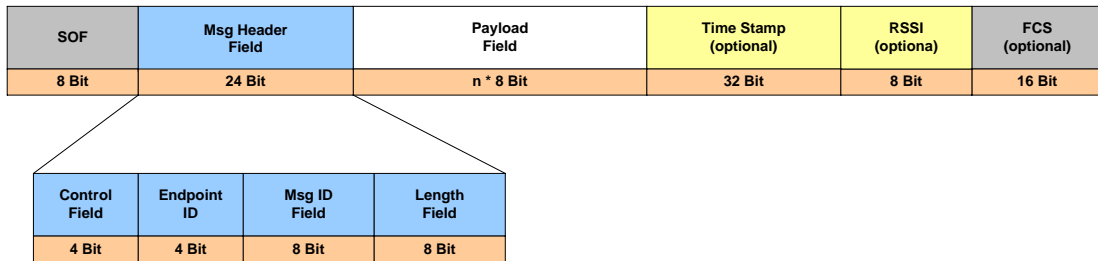 SOF
Msg Header
Field
Payload
Field
Time Stamp
(optional)
RSSI
(optiona)
FCS
(optional)
8 Bit
24 Bit
n * 8 Bit
32 Bit
8 Bit
16 Bit
Control
Field
Endpoint
ID
Msg ID
Field
Length
Field
4 Bit
4 Bit
8 Bit
8 Bit